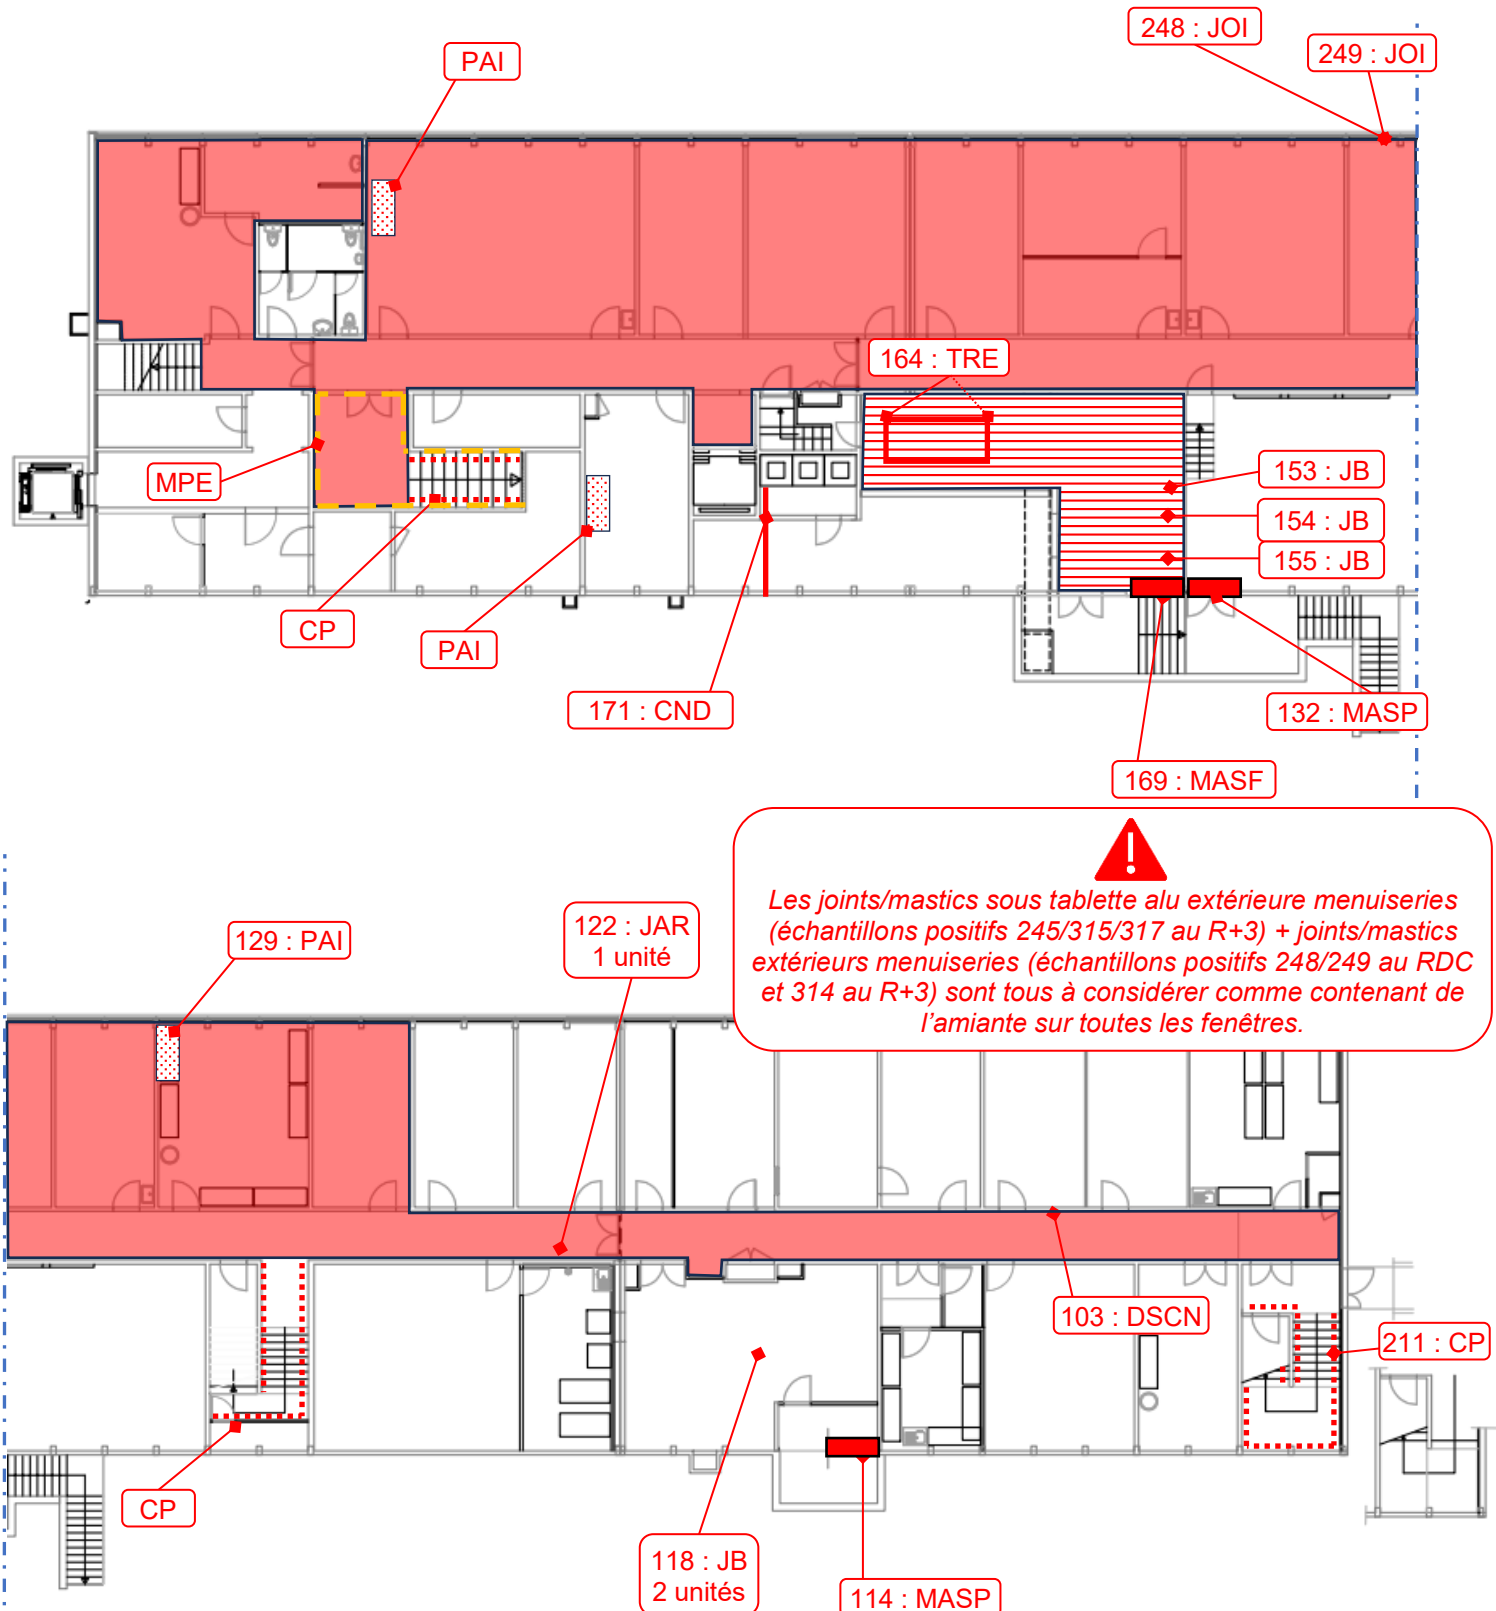 248 : JOI
249 : JOI
PAI
164 : TRE
MPE
153 : JB
154 : JB
155 : JB
CP
PAI
171 : CND
132 : MASP
169 : MASF
Les joints/mastics sous tablette alu extérieure menuiseries
(échantillons positifs 245/315/317 au R+3) + joints/mastics
extérieurs menuiseries (échantillons positifs 248/249 au RDC
et 314 au R+3) sont tous à considérer comme contenant de
l'amiante sur toutes les fenêtres.
129 : PAI
122 : JAR
1 unité
103 : DSCN
211 : CP
CP
118 : JB
2 unités
114 : MASP